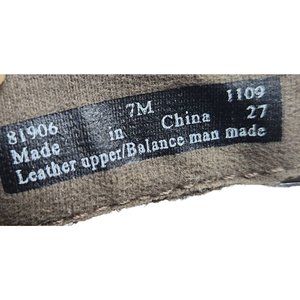 81906 7M 1109
Made in China 27
Leather upper/Balance man made